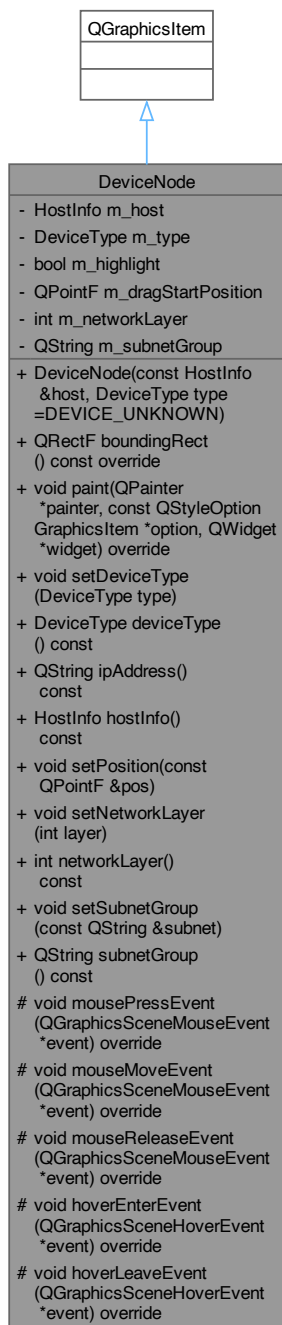 QGraphicsItem
DeviceNode
- HostInfo m_host
- DeviceType m_type
- bool m_highlight
- QPointF m_dragStartPosition
- int m_networkLayer
- QString m_subnetGroup
+ DeviceNode(const HostInfo
&host, DeviceType type
=DEVICE_UNKNOWN)
+ QRectF boundingRect
() const override
+ void paint(QPainter
*painter, const QStyleOption
GraphicsItem *option, QWidget
*widget) override
+ void setDeviceType
(DeviceType type)
+ DeviceType deviceType
() const
+ QString ipAddress()
const
+ HostInfo hostInfo()
const
+ void setPosition(const
QPointF &pos)
+ void setNetworkLayer
(int layer)
+ int networkLayer()
const
+ void setSubnetGroup
(const QString &subnet)
+ QString subnetGroup
() const
# void mousePressEvent
(QGraphicsSceneMouseEvent
*event) override
# void mouseMoveEvent
(QGraphicsSceneMouseEvent
*event) override
# void mouseReleaseEvent
(QGraphicsSceneMouseEvent
*event) override
# void hoverEnterEvent
(QGraphicsSceneHoverEvent
*event) override
# void hoverLeaveEvent
(QGraphicsSceneHoverEvent
*event) override